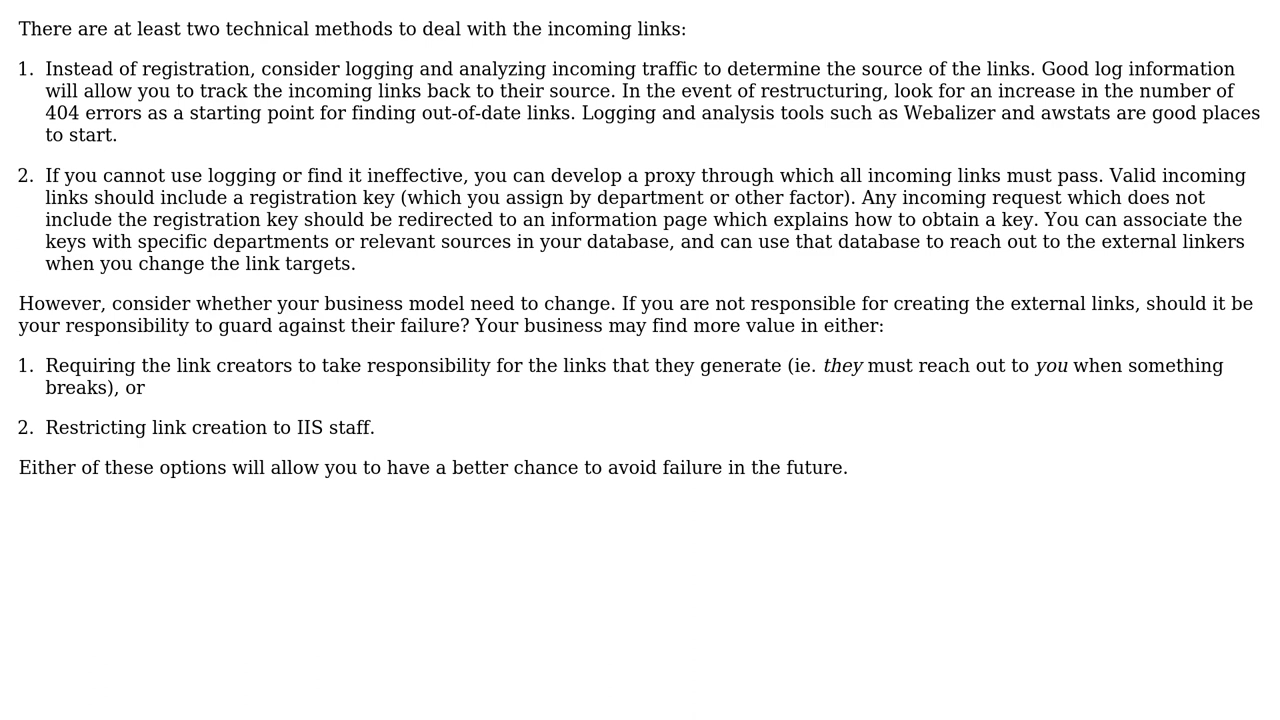 There are at least two technical methods to deal with the incoming links:
1. Instead of registration, consider logging and analyzing incoming traffic to determine the source of the links. Good log information
will allow you to track the incoming links back to their source. In the event of restructuring, look for an increase in the number of
404 errors as a starting point for finding out-of-date links. Logging and analysis tools such as Webalizer and awstats are good places
to start.
2. If you cannot use logging or find it ineffective, you can develop a proxy through which all incoming links must pass. Valid incoming
links should include a registration key (which you assign by department or other factor). Any incoming request which does not
include the registration key should be redirected to an information page which explains how to obtain a key. You can associate the
keys with specific departments or relevant sources in your database, and can use that database to reach out to the external linkers
when you change the link targets.
However, consider whether your business model need to change. If you are not responsible for creating the external links, should it be
your responsibility to guard against their failure? Your business may find more value in either:
1. Requiring the link creators to take responsibility for the links that they generate (ie. they must reach out to you when something
breaks), or
2. Restricting link creation to IIS staff.
Either of these options will allow you to have a better chance to avoid failure in the future.